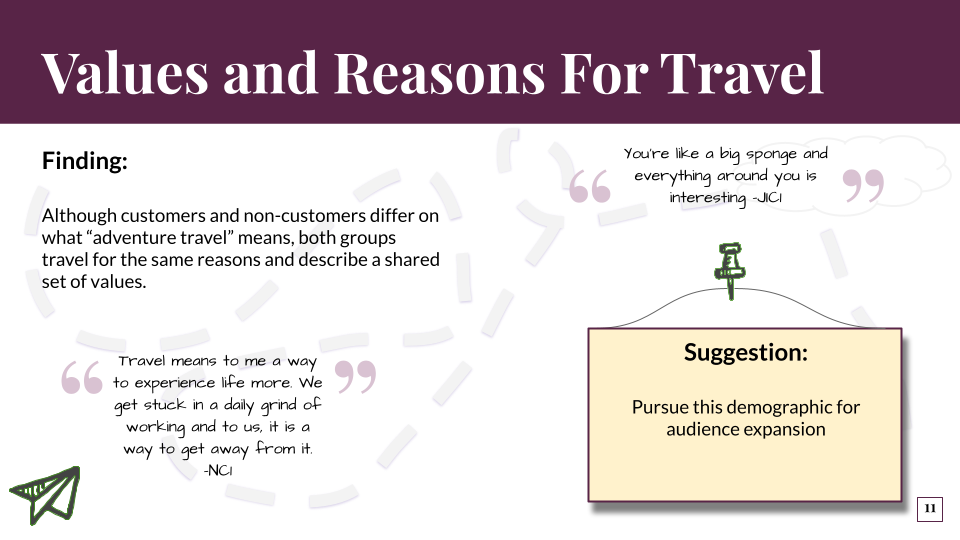 Values and Reasons For Travel
Finding:
Although customers and non-customers differ on
what “adventure travel” means, both groups
travel for the same reasons and describe a shared
set of values.
“ Travel means to me a way ”
to experience life more. We
get stuck in a daily grind of
working and to us, it is a
way to get away from it.
-NC1
“ You're like a big sponge and ”
everything around you is
interesting -JIC1
Suggestion:
Pursue this demographic for
audience expansion
11